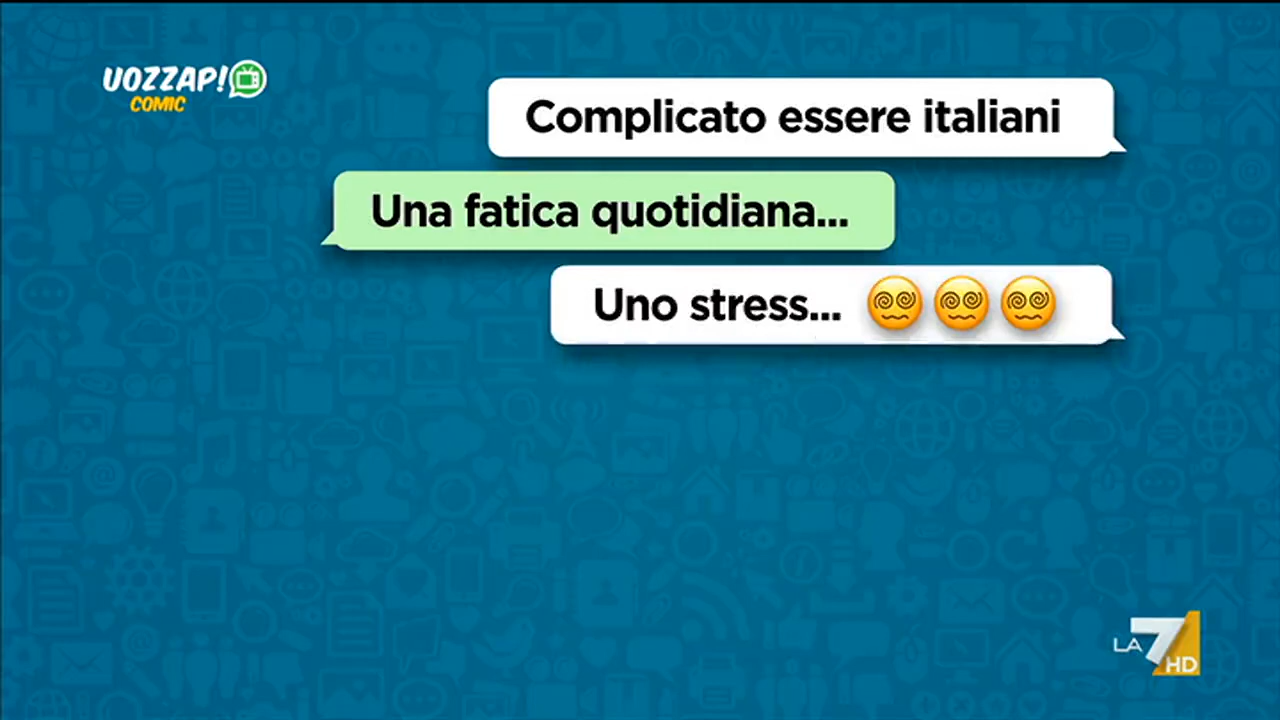 UOZZAP!
COMIC
Complicato essere italiani
Una fatica quotidiana...
Uno stress... 😵‍💫😵‍💫😵‍💫
LA7
HD